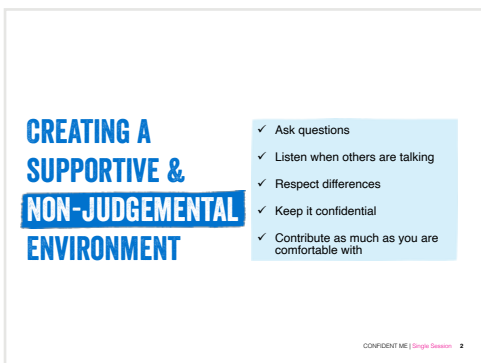 CREATING A
SUPPORTIVE &
NON-JUDGEMENTAL
ENVIRONMENT
✓ Ask questions
✓ Listen when others are talking
✓ Respect differences
✓ Keep it confidential
✓ Contribute as much as you are
comfortable with
CONFIDENT ME | Single Session 2